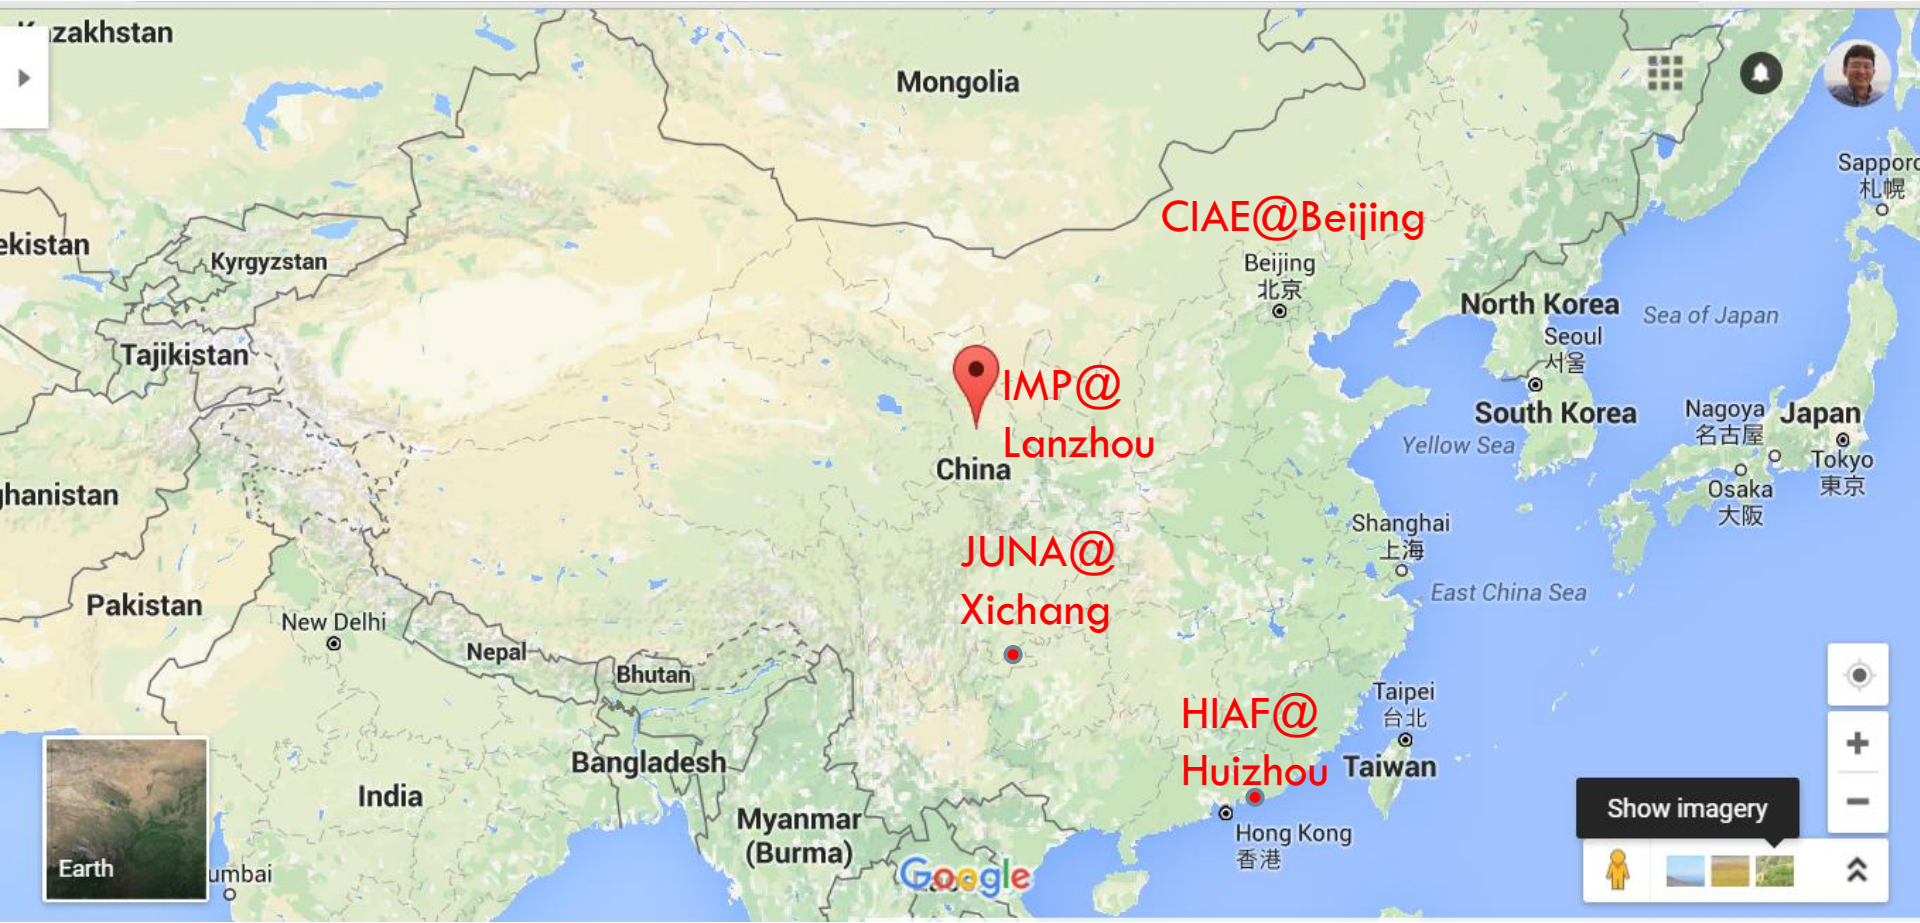 zakhstan
Mongolia
Sapporo
札幌
CIAE@Beijing
ekistan
Kyrgyzstan
Beijing
北京
North Korea
Sea of Japan
Seoul
서울
Tajikistan
IMP@
Lanzhou
South Korea
Nagoya
名古屋
Japan
Yellow Sea
Tokyo
東京
China
Osaka
大阪
ghanistan
Shanghai
上海
JUNA@
Xichang
East China Sea
Pakistan
New Delhi
Nepal
Bhutan
Taipei
台北
HIAF@
Huizhou
Taiwan
Bangladesh
India
Show imagery
Myanmar
(Burma)
Hong Kong
香港
Earth
umbai
Google